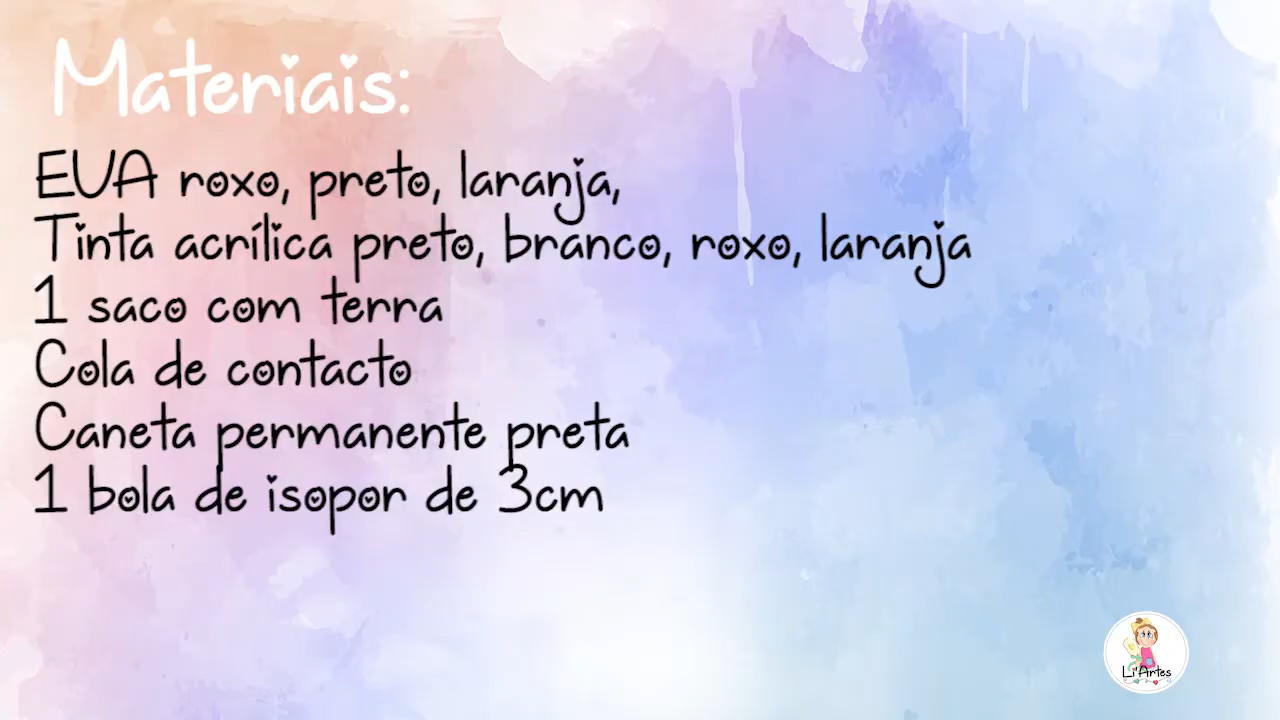 Materiais:
EUA roxo, preto, laranja,
Tinta acrílica preto, branco, roxo, laranja
1 saco com terra
Cola de contacto
Caneta permanente preta
1 bola de isopor de 3cm
Li'Artes